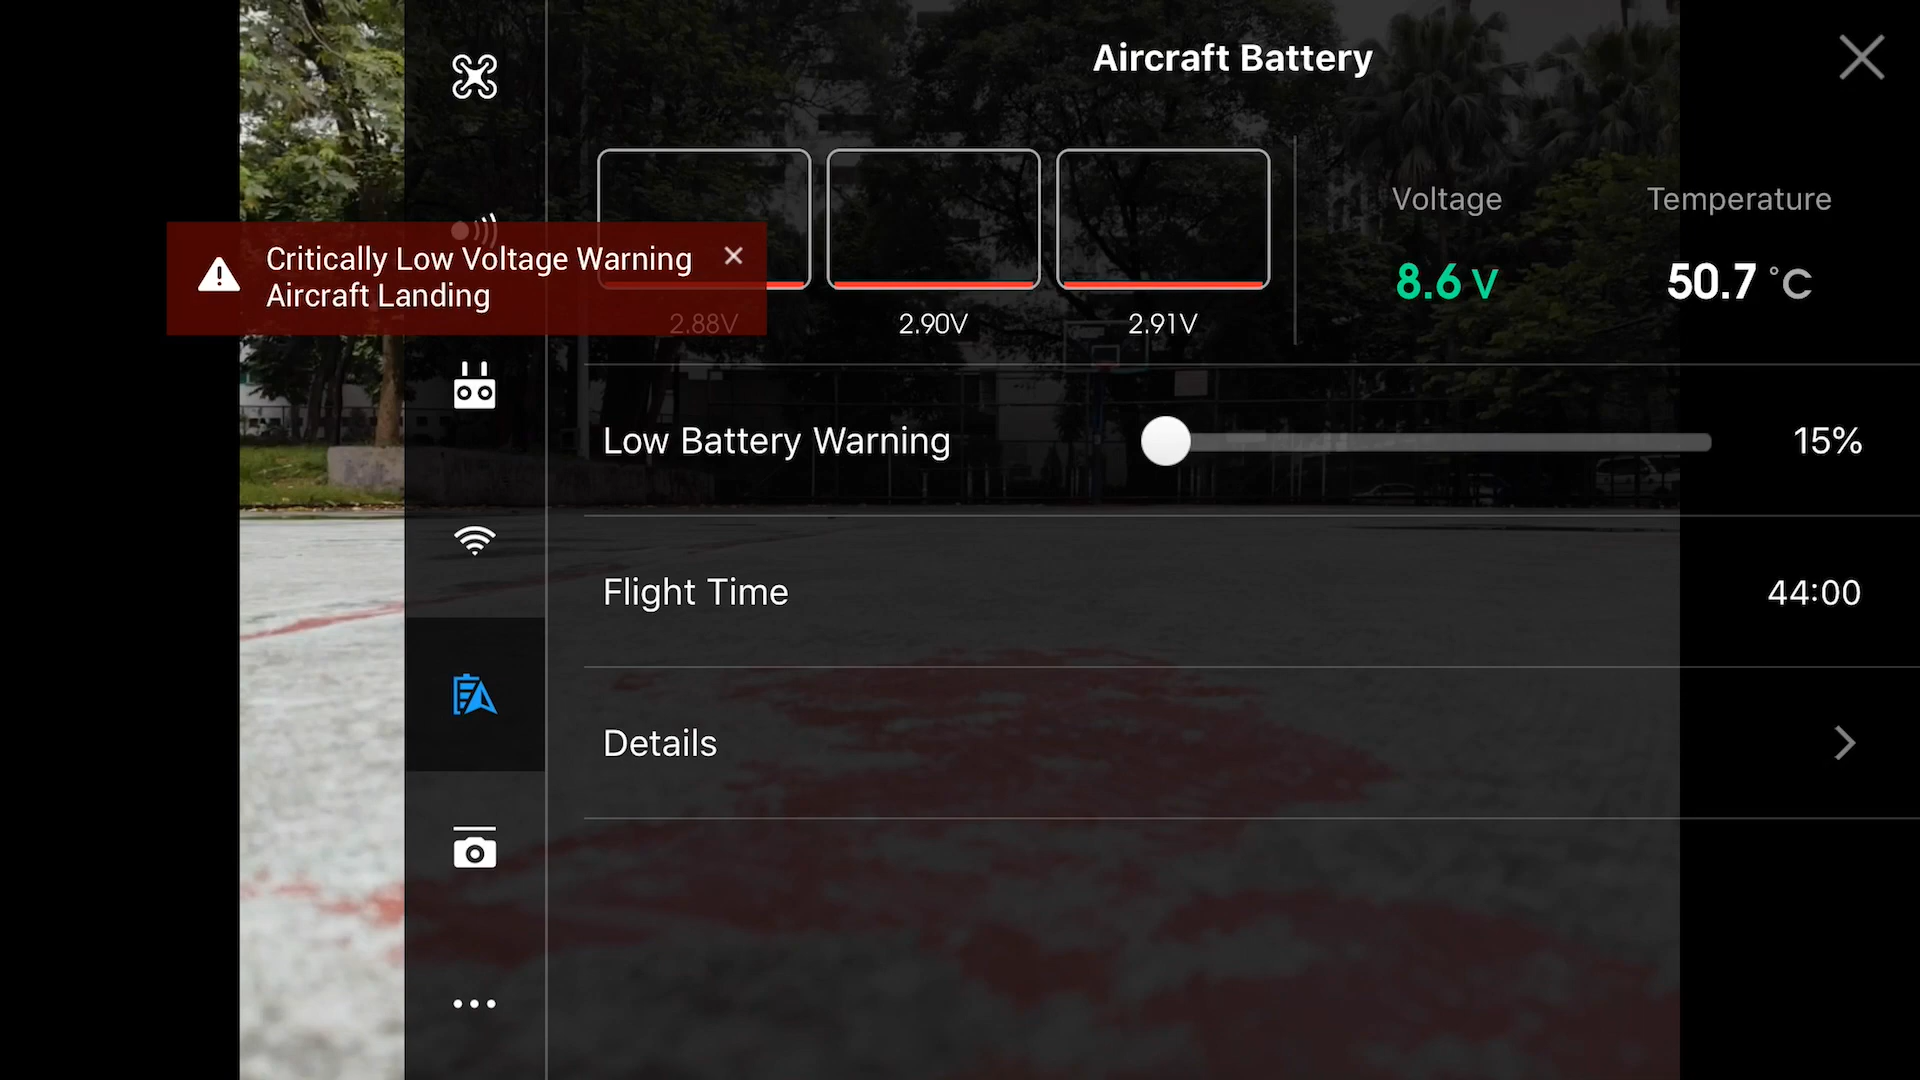 Aircraft Battery
Critically Low Voltage Warning
Aircraft Landing
2.88V
2.90V
2.91V
Voltage
8.6 V
Temperature
50.7 °C
Low Battery Warning
15%
Flight Time
44:00
Details